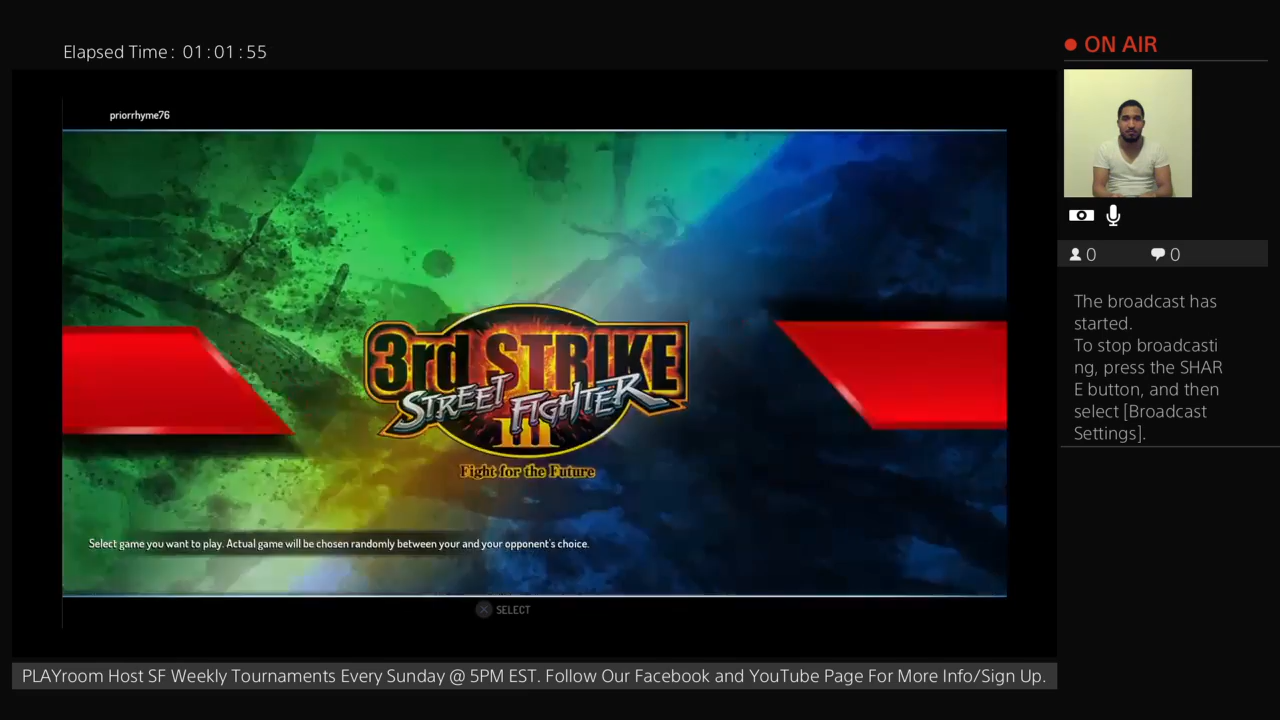 Elapsed Time: 01:01:55
ON AIR
priorrhyme76
0 0
The broadcast has
started.
To stop broadcasti
ng, press the SHAR
E button, and then
select [Broadcast
Settings].
3rd STRIKE
STREET FIGHTER
III
Fight for the Future
Select game you want to play. Actual game will be chosen randomly between your and your opponent's choice.
SELECT
PLAYroom Host SF Weekly Tournaments Every Sunday @ 5PM EST. Follow Our Facebook and YouTube Page For More Info/Sign Up.